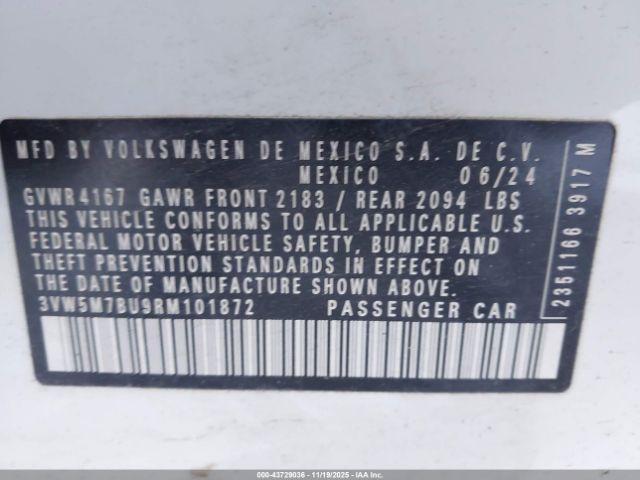 MFD BY VOLKSWAGEN DE MEXICO S.A. DE C.V.
MEXICO 06/24
GVWR 4167 GAWR FRONT 2183 / REAR 2094 LBS
THIS VEHICLE CONFORMS TO ALL APPLICABLE U.S.
FEDERAL MOTOR VEHICLE SAFETY, BUMPER AND
THEFT PREVENTION STANDARDS IN EFFECT ON
THE DATE OF MANUFACTURE SHOWN ABOVE.
3VW5M7BU9RM101872 PASSENGER CAR
2351166 3917 M
000-43729036 - 11/19/2025 - IAAI.COM